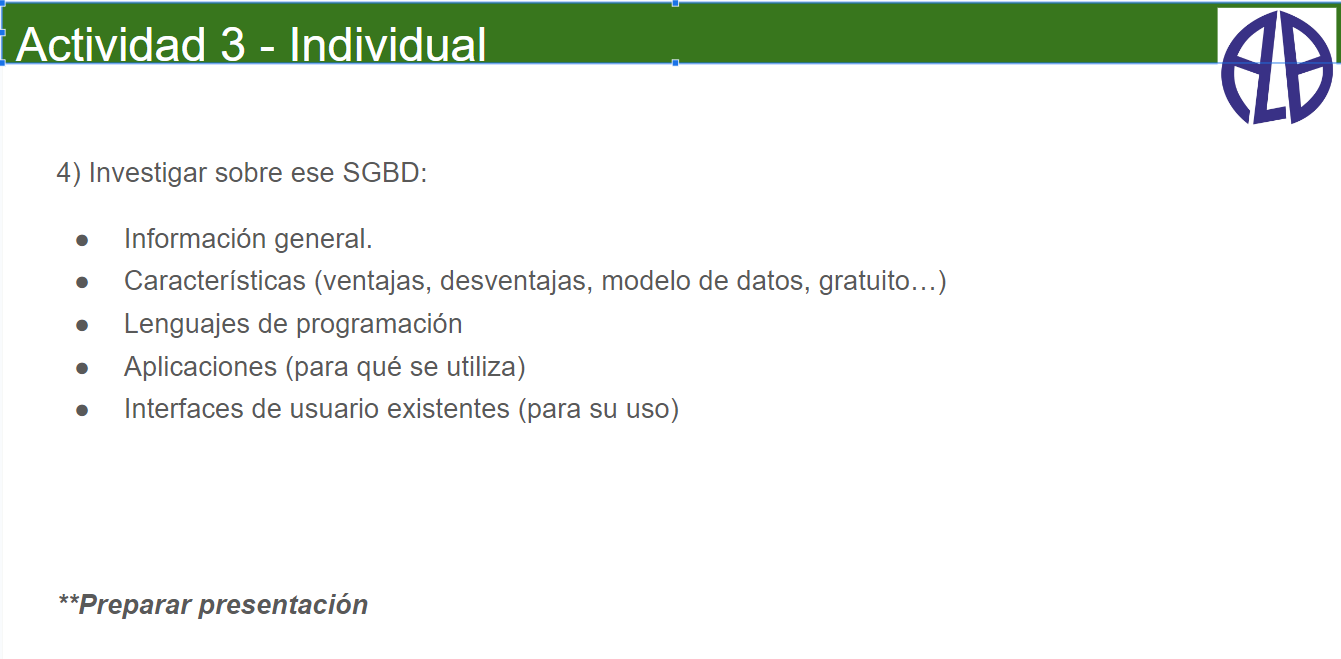 Actividad 3 - Individual
4) Investigar sobre ese SGBD:
● Información general.
● Características (ventajas, desventajas, modelo de datos, gratuito…)
● Lenguajes de programación
● Aplicaciones (para qué se utiliza)
● Interfaces de usuario existentes (para su uso)
**Preparar presentación